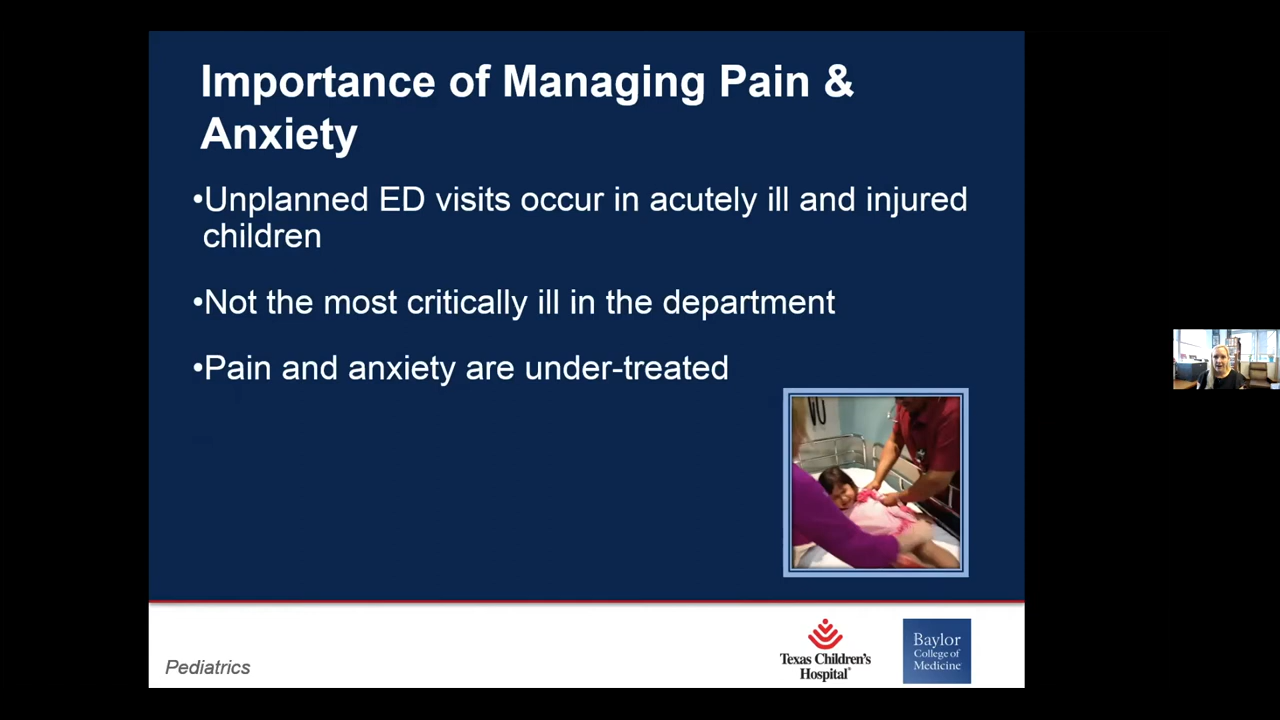 Importance of Managing Pain &
Anxiety
•Unplanned ED visits occur in acutely ill and injured
children
•Not the most critically ill in the department
•Pain and anxiety are under-treated
Pediatrics
Texas Children's
Hospital®
Baylor
College of
Medicine